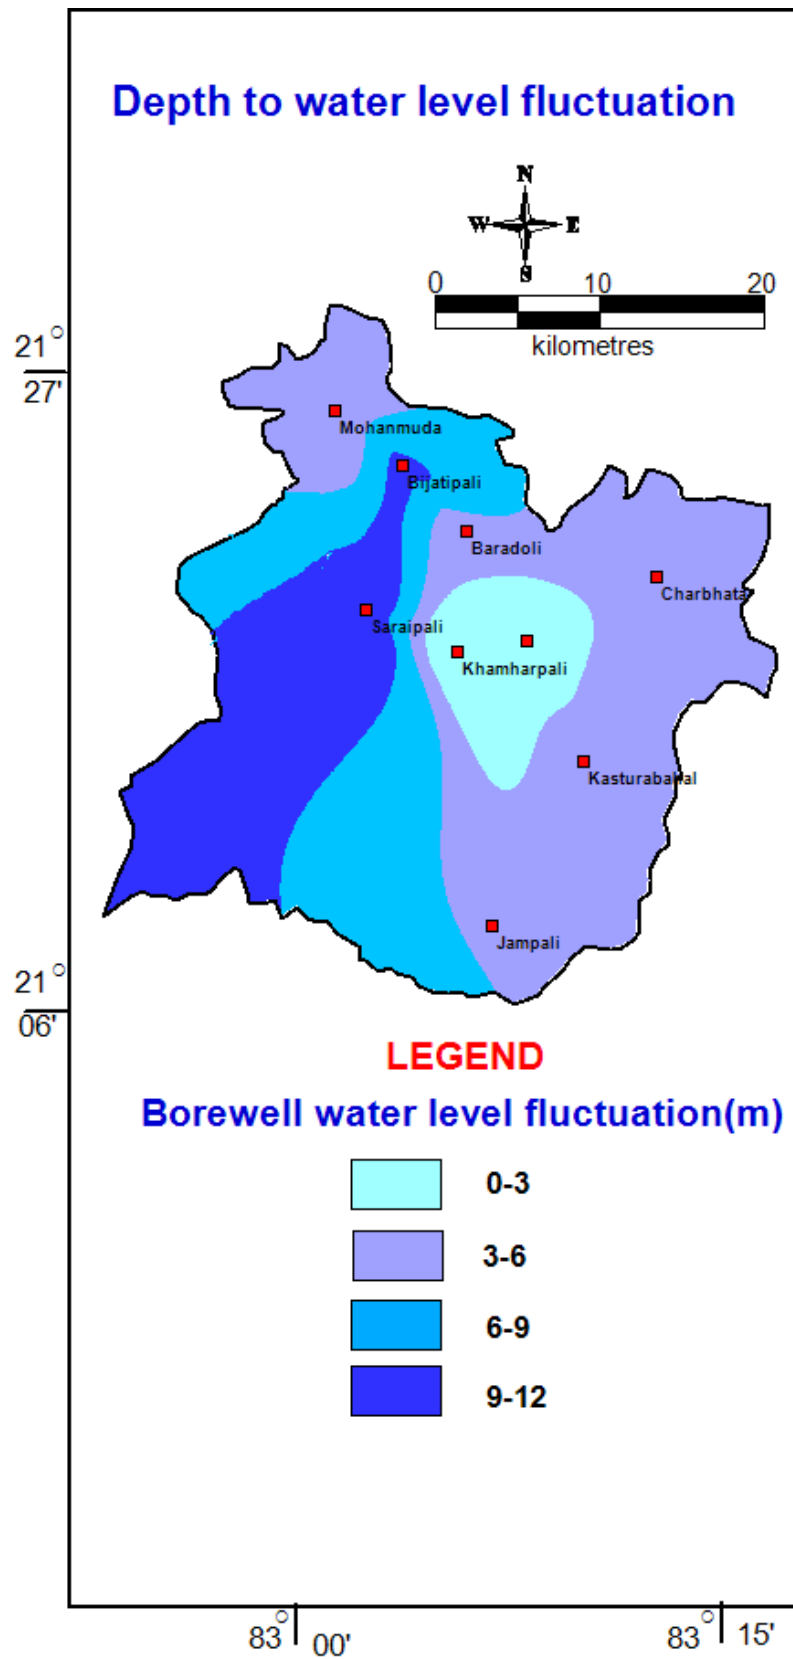 Depth to water level fluctuation
N
W E
S
0 10 20
kilometres
21°
27'
Mohanmuda
Bijatipali
Baradoli
Charbhata
Saraipali
Khamharpali
Kasturabahal
Jampali
21°
06'
LEGEND
Borewell water level fluctuation(m)
0-3
3-6
6-9
9-12
83° 00' 83° 15'